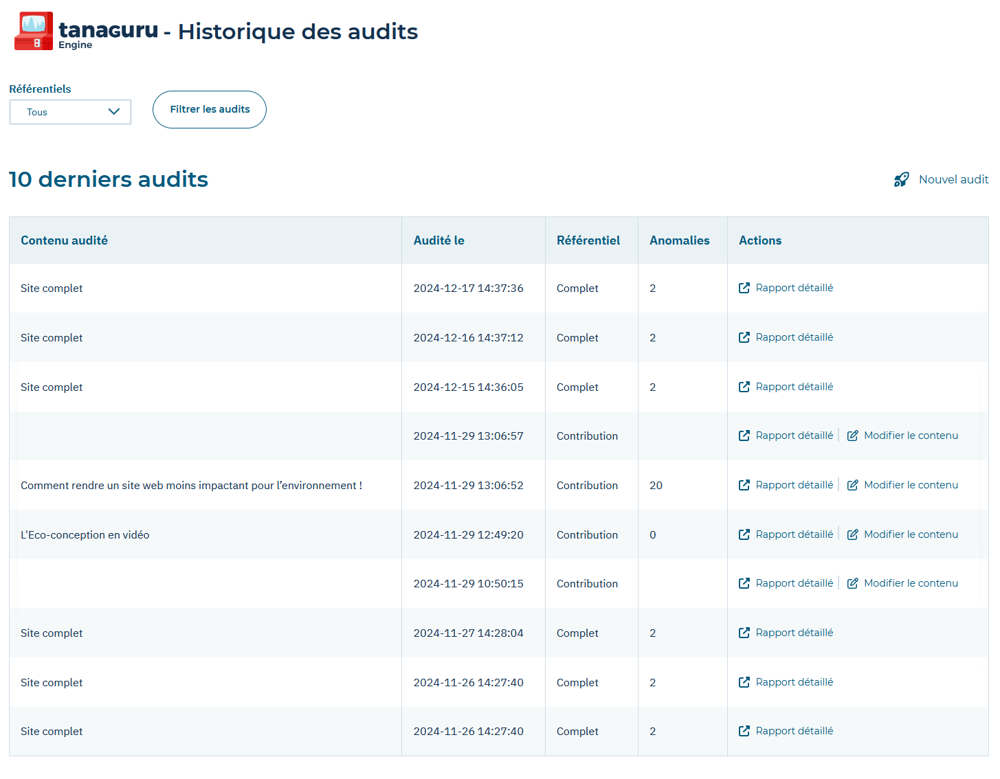 tanaguru - Historique des audits
Engine
Référentiels
Tous
Filtrer les audits
10 derniers audits
Nouvel audit
Contenu audité Audité le Référentiel Anomalies Actions
Site complet 2024-12-17 14:37:36 Complet 2 Rapport détaillé
Site complet 2024-12-16 14:37:12 Complet 2 Rapport détaillé
Site complet 2024-12-15 14:36:05 Complet 2 Rapport détaillé
2024-11-29 13:06:57 Contribution Rapport détaillé Modifier le contenu
Comment rendre un site web moins impactant pour l’environnement ! 2024-11-29 13:06:52 Contribution 20 Rapport détaillé Modifier le contenu
L'Eco-conception en vidéo 2024-11-29 12:49:20 Contribution 0 Rapport détaillé Modifier le contenu
2024-11-29 10:50:15 Contribution Rapport détaillé Modifier le contenu
Site complet 2024-11-27 14:28:04 Complet 2 Rapport détaillé
Site complet 2024-11-26 14:27:40 Complet 2 Rapport détaillé
Site complet 2024-11-26 14:27:40 Complet 2 Rapport détaillé